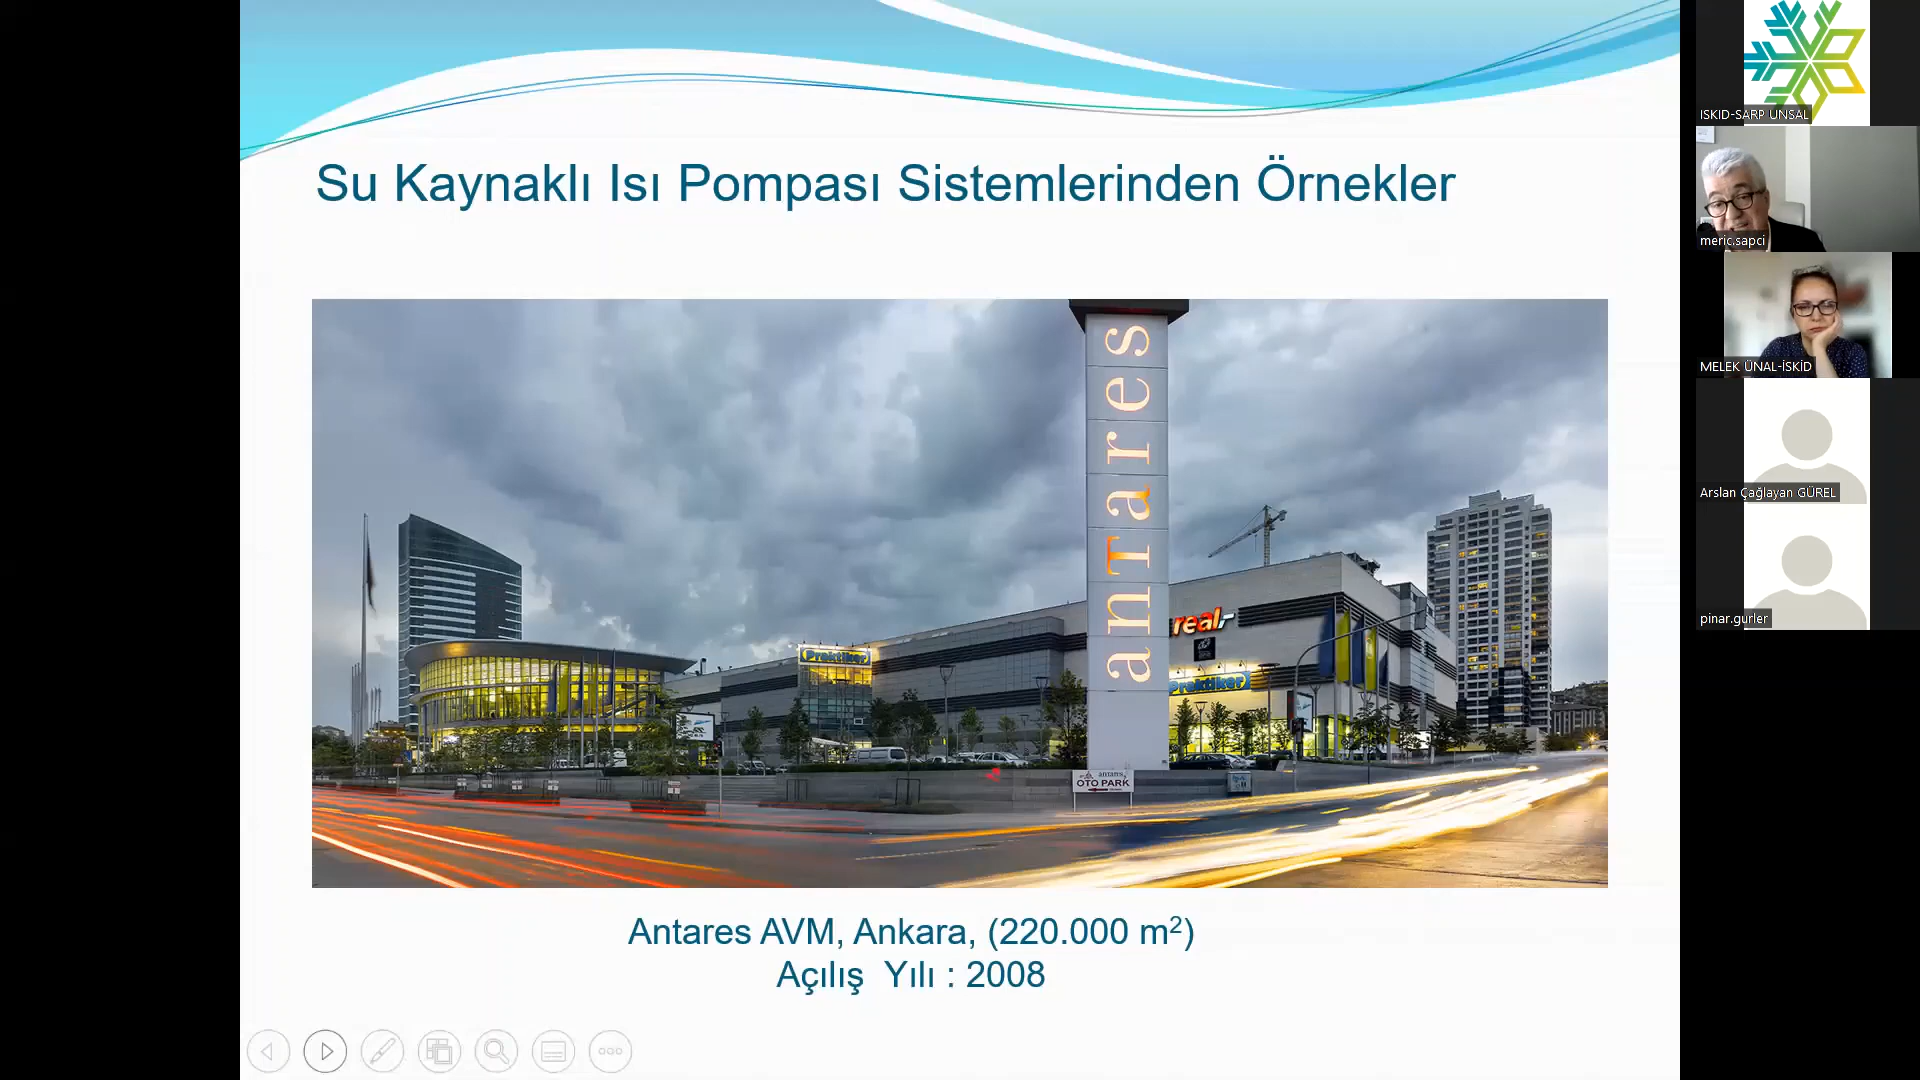 Su Kaynaklı Isı Pompası Sistemlerinden Örnekler
antares
real,-
Praktiker
Praktiker
antares
OTO PARK
Antares AVM, Ankara, (220.000 m²)
Açılış Yılı : 2008
ISKID-SARP ÜNSAL
meric.sapci
MELEK ÜNAL-İSKİD
Arslan Çağlayan GÜREL
pinar.gurler